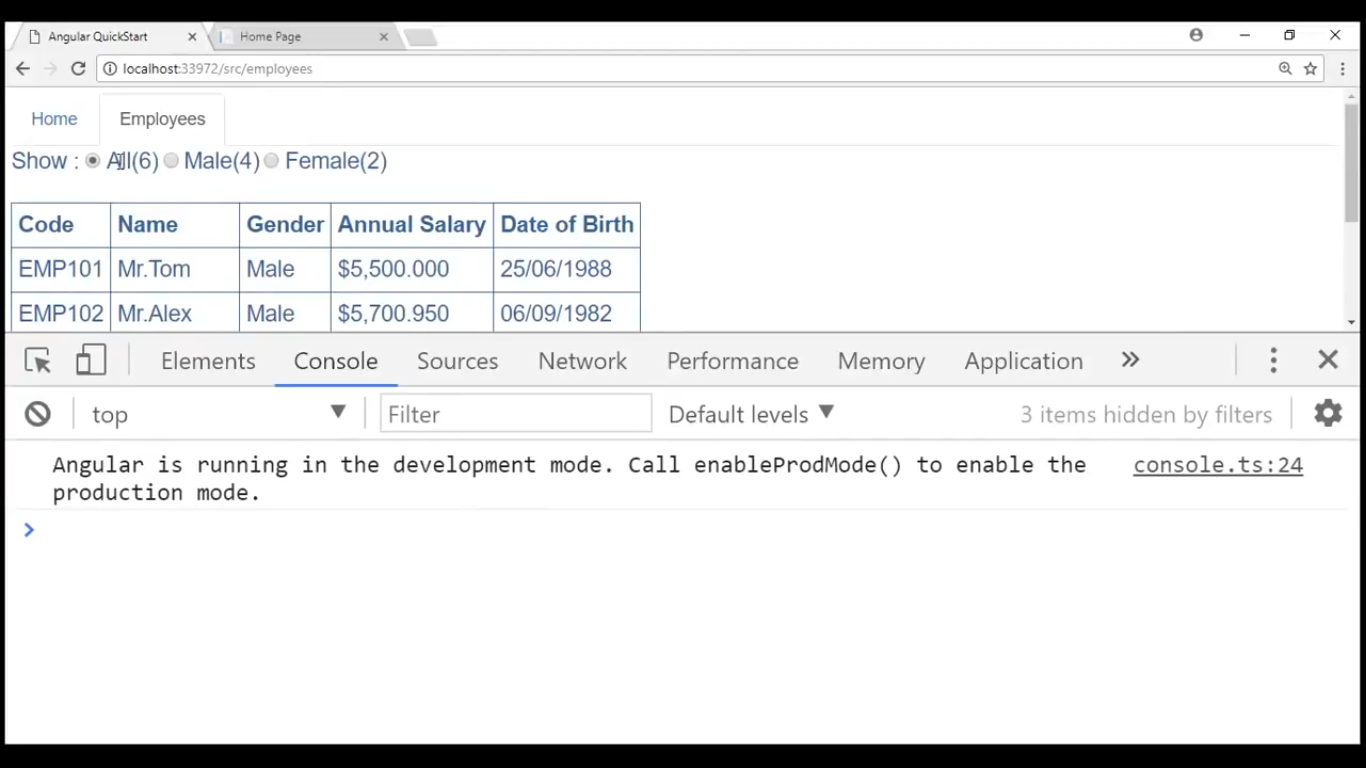 Angular QuickStart
Home Page
localhost:33972/src/employees
Home Employees
Show : All(6) Male(4) Female(2)
Code Name Gender Annual Salary Date of Birth
EMP101 Mr.Tom Male $5,500.000 25/06/1988
EMP102 Mr.Alex Male $5,700.950 06/09/1982
Elements Console Sources Network Performance Memory Application
top Filter Default levels 3 items hidden by filters
Angular is running in the development mode. Call enableProdMode() to enable the console.ts:24
production mode.